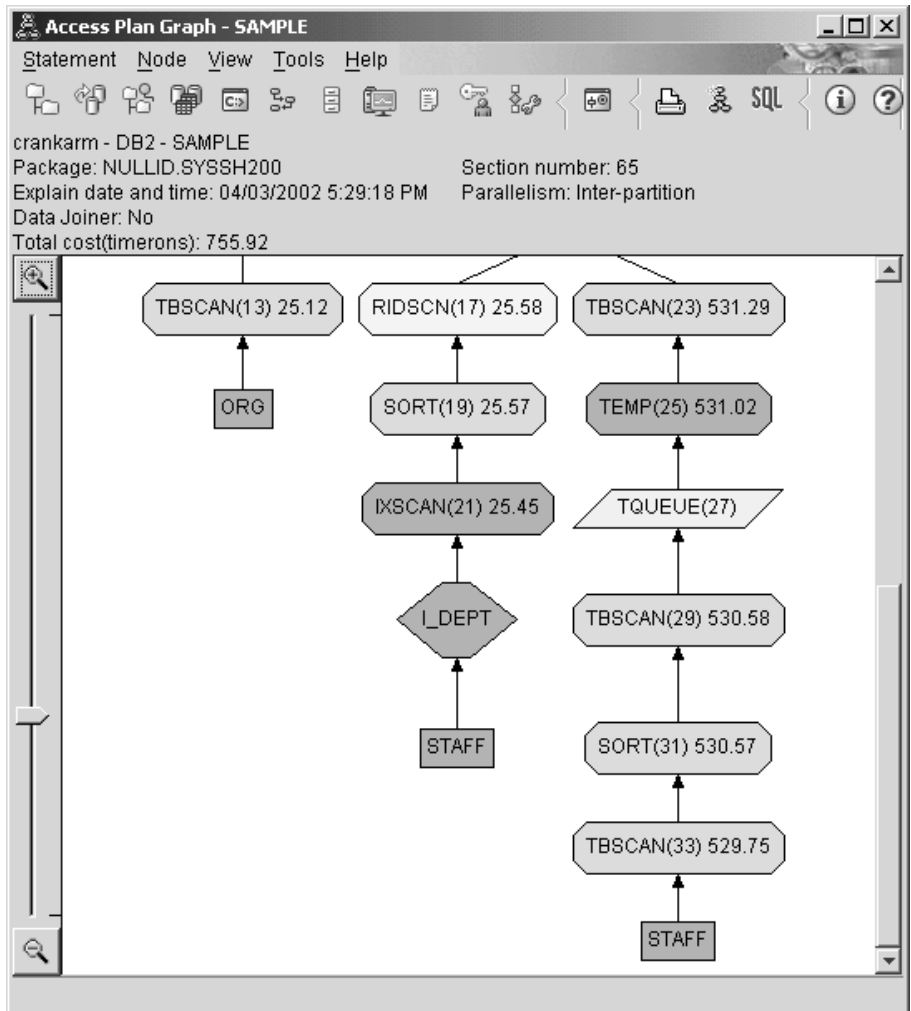 Access Plan Graph - SAMPLE
Statement Node View Tools Help
SQL
crankarm - DB2 - SAMPLE
Package: NULLID.SYSSH200 Section number: 65
Explain date and time: 04/03/2002 5:29:18 PM Parallelism: Inter-partition
Data Joiner: No
Total cost(timerons): 755.92
TBSCAN(13) 25.12 RIDSCN(17) 25.58 TBSCAN(23) 531.29
ORG SORT(19) 25.57 TEMP(25) 531.02
IXSCAN(21) 25.45 TQUEUE(27)
I_DEPT TBSCAN(29) 530.58
STAFF SORT(31) 530.57
TBSCAN(33) 529.75
STAFF